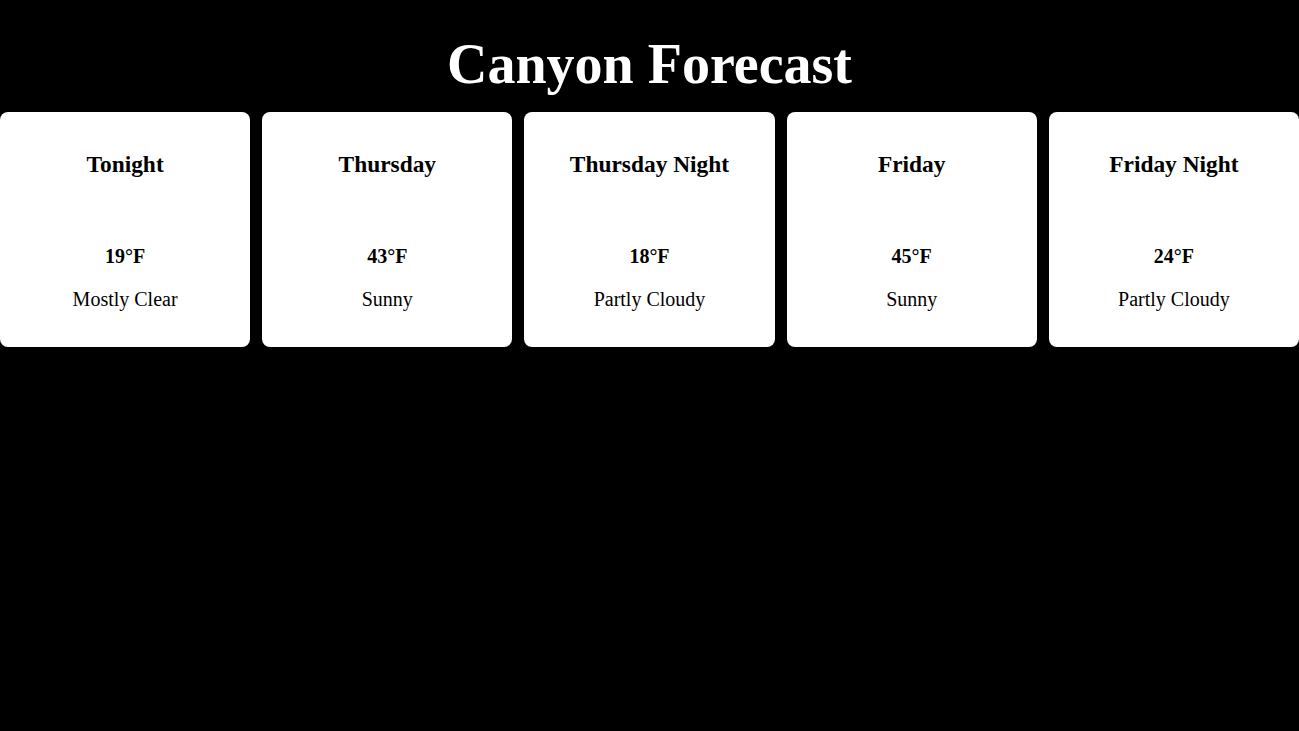 Canyon Forecast
Tonight
19°F
Mostly Clear
Thursday
43°F
Sunny
Thursday Night
18°F
Partly Cloudy
Friday
45°F
Sunny
Friday Night
24°F
Partly Cloudy